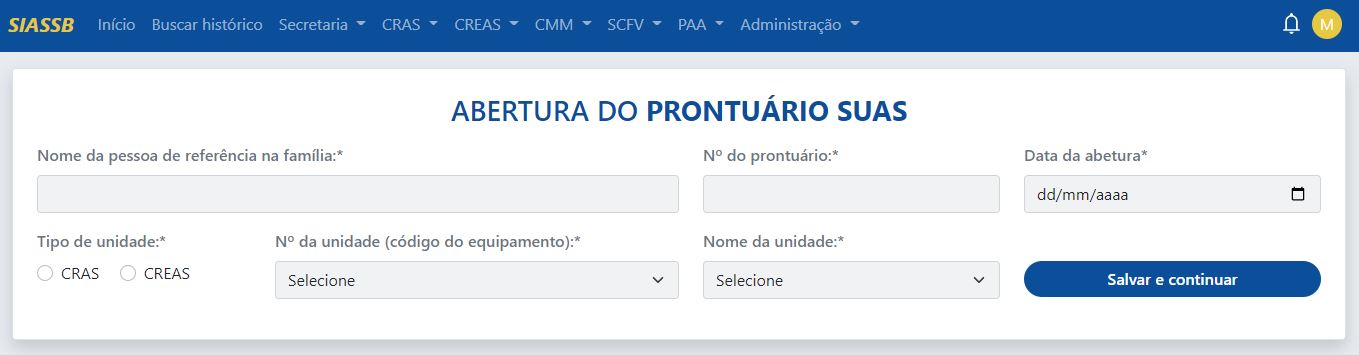 SIASSB Início Buscar histórico Secretaria CRAS CREAS CMM SCFV PAA Administração M
ABERTURA DO PRONTUÁRIO SUAS
Nome da pessoa de referência na família:* Nº do prontuário:* Data da abetura*
dd/mm/aaaa
Tipo de unidade:* Nº da unidade (código do equipamento):* Nome da unidade:*
CRAS CREAS Selecione Selecione Salvar e continuar